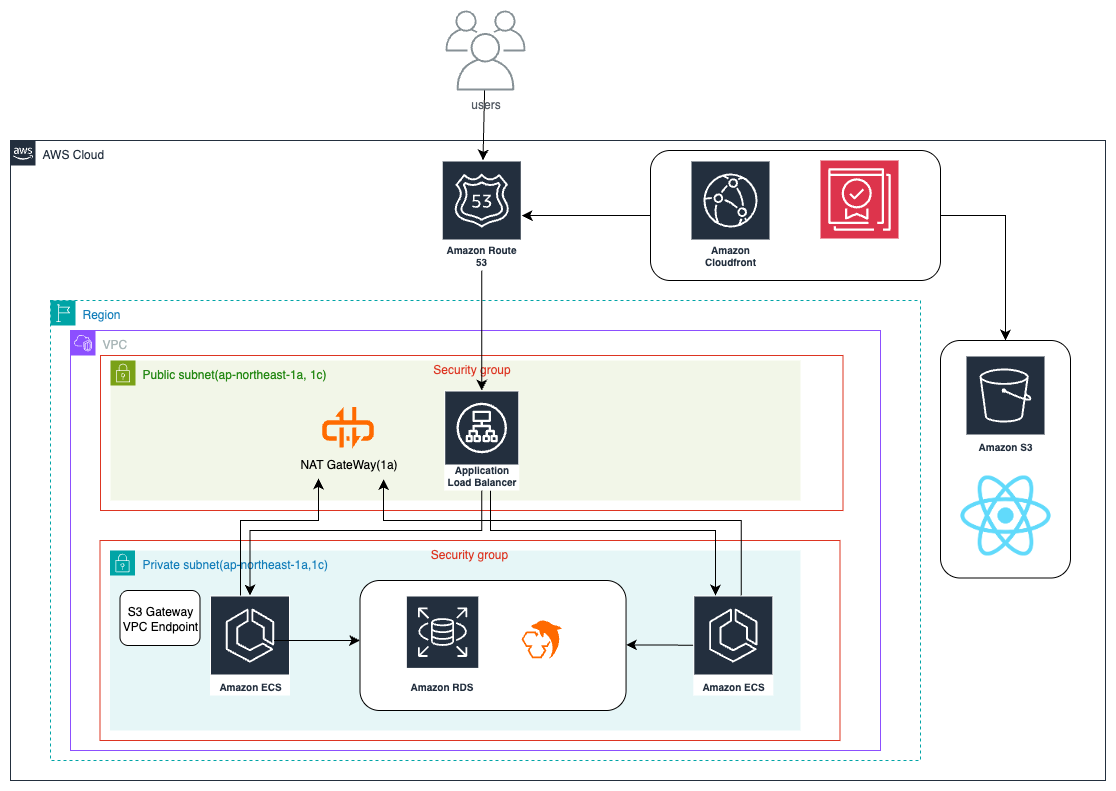 users
aws
AWS Cloud
53
Amazon Route
53
Amazon
Cloudfront
Region
VPC
Public subnet(ap-northeast-1a, 1c)
Security group
NAT GateWay(1a)
Application
Load Balancer
Amazon S3
Security group
Private subnet(ap-northeast-1a,1c)
S3 Gateway
VPC Endpoint
Amazon ECS
Amazon RDS
Amazon ECS